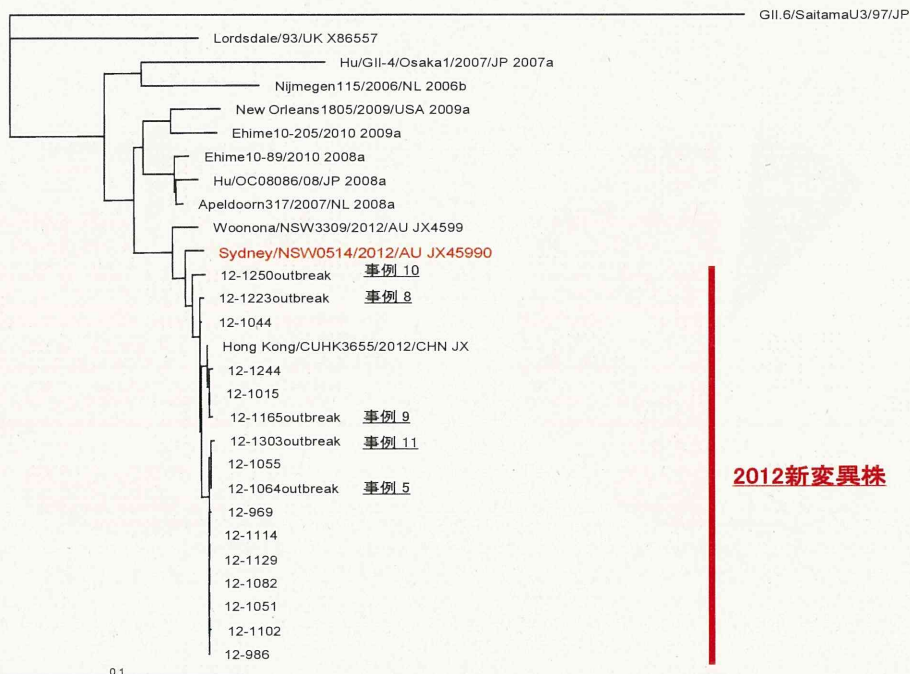 GII.6/SaitamaU3/97/JP
Lordsdale/93/UK X86557
Hu/GII-4/Osaka1/2007/JP 2007a
Nijmegen115/2006/NL 2006b
New Orleans1805/2009/USA 2009a
Ehime10-205/2010 2009a
Ehime10-89/2010 2008a
Hu/OC08086/08/JP 2008a
Apeldoorn317/2007/NL 2008a
Woonona/NSW3309/2012/AU JX4599
Sydney/NSW0514/2012/AU JX45990
12-1250outbreak 事例 10
12-1223outbreak 事例 8
12-1044
Hong Kong/CUHK3655/2012/CHN JX
12-1244
12-1015
12-1165outbreak 事例 9
12-1303outbreak 事例 11
12-1055
12-1064outbreak 事例 5
2012新変異株
12-969
12-1114
12-1129
12-1082
12-1051
12-1102
12-986
0.1